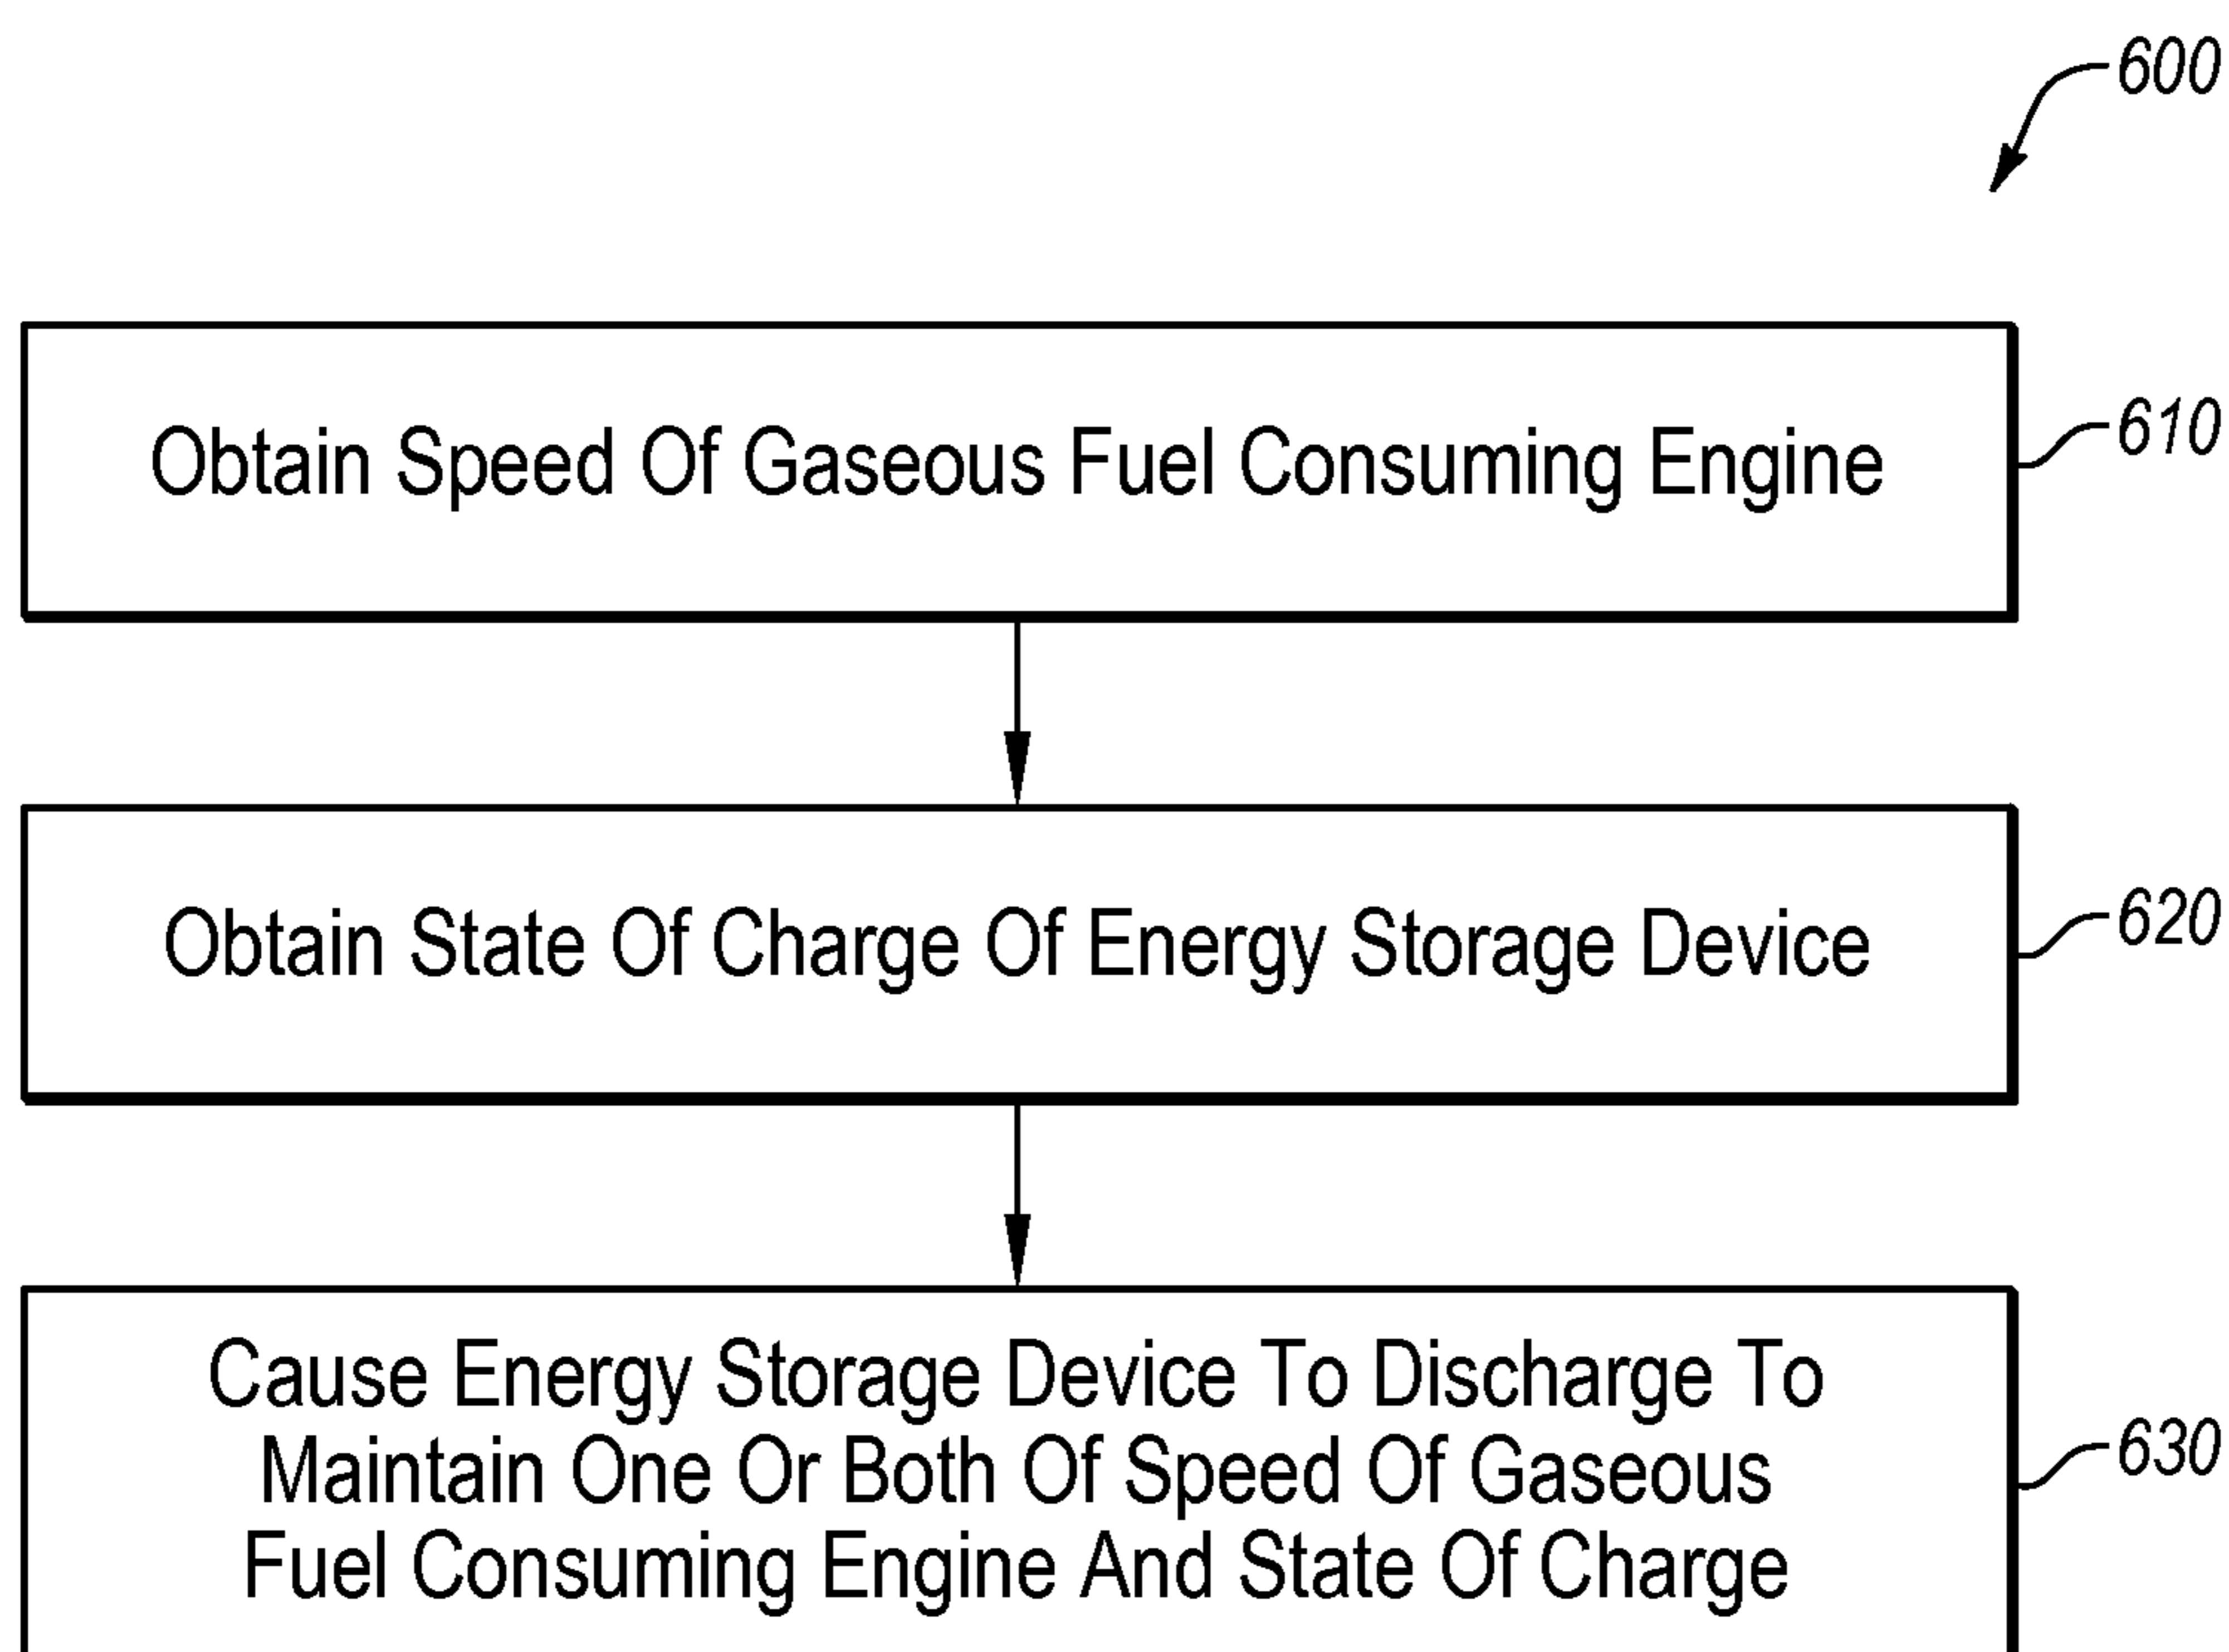 600
Obtain Speed Of Gaseous Fuel Consuming Engine
610
Obtain State Of Charge Of Energy Storage Device
620
Cause Energy Storage Device To Discharge To
Maintain One Or Both Of Speed Of Gaseous
Fuel Consuming Engine And State Of Charge
630